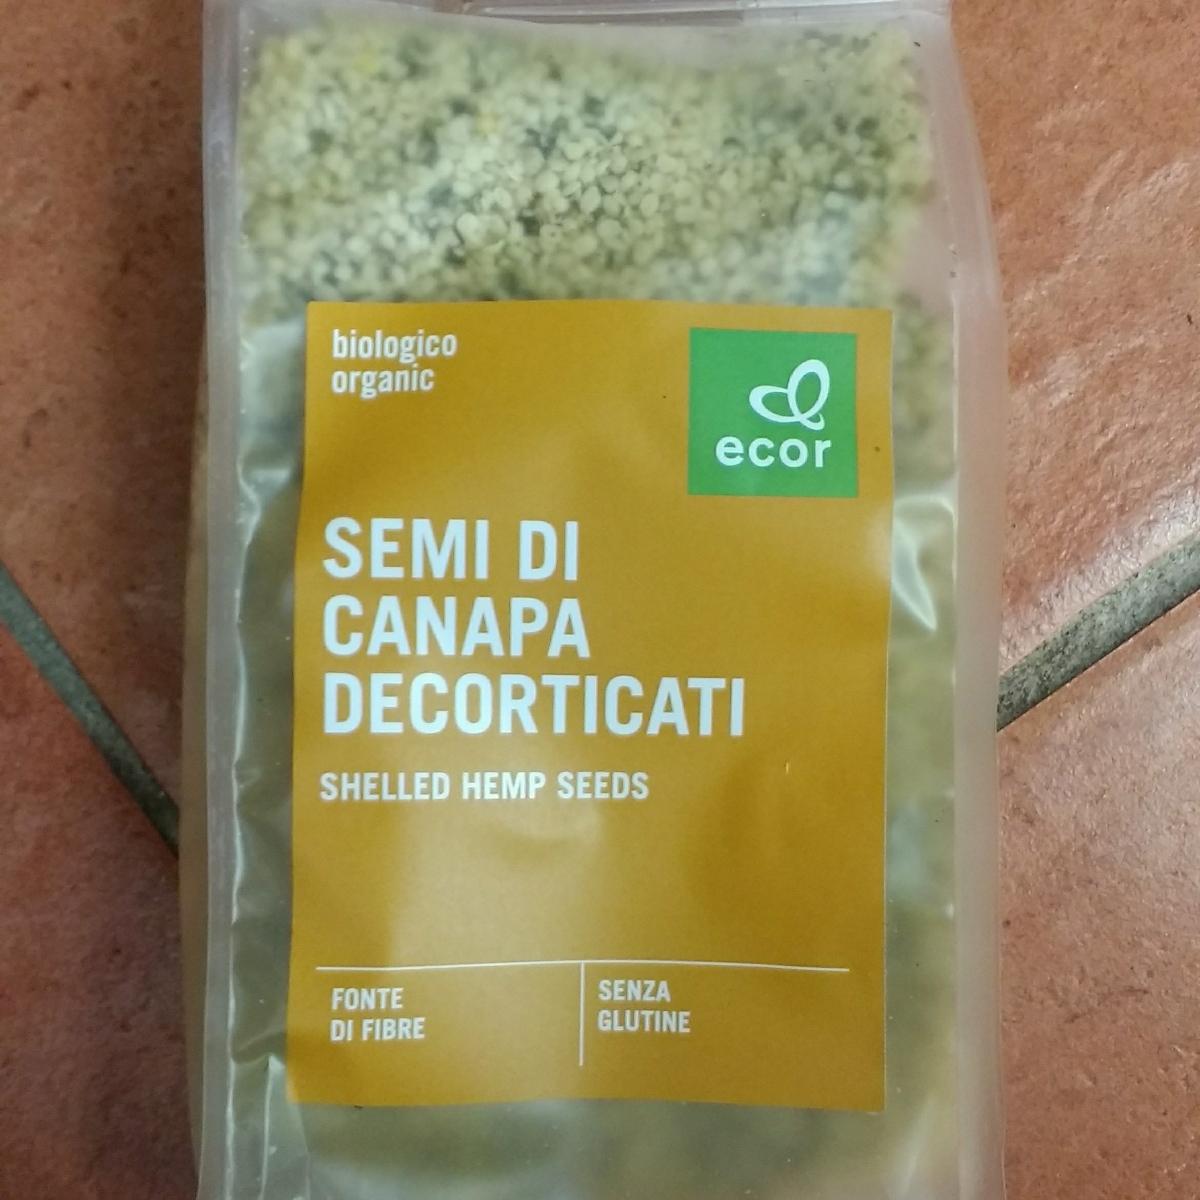 biologico
organic
ecor
SEMI DI
CANAPA
DECORTICATI
SHELLED HEMP SEEDS
FONTE
DI FIBRE
SENZA
GLUTINE